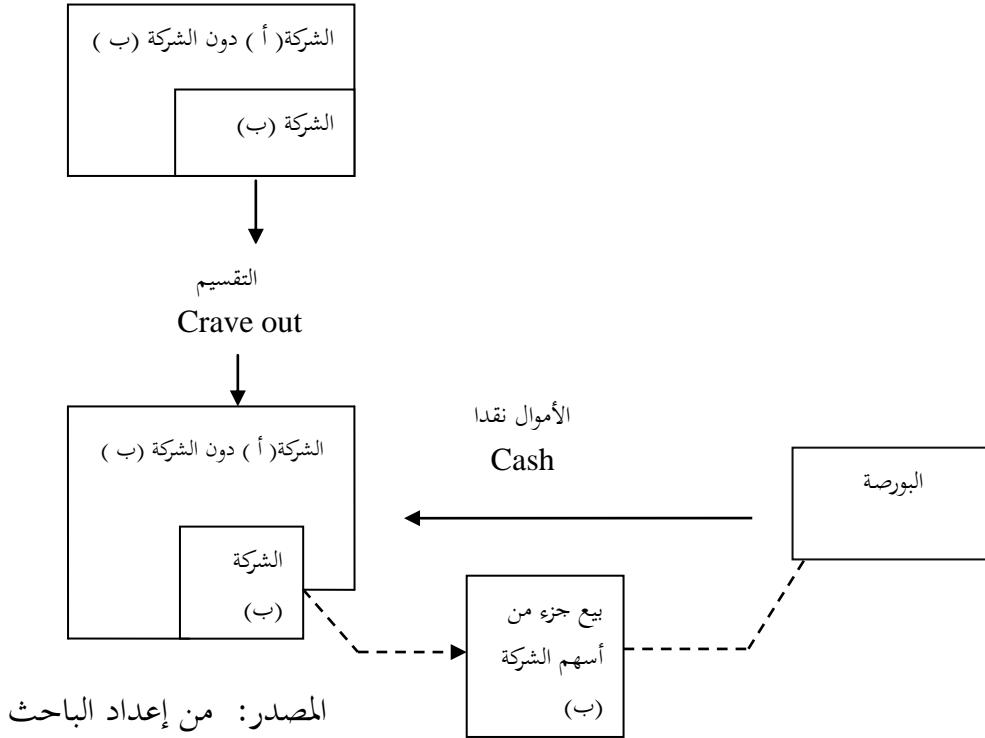 الشركة( أ ) دون الشركة (ب )
الشركة (ب)
التقسيم
Crave out
الشركة( أ ) دون الشركة (ب )
الشركة
(ب)
الأموال نقدا
Cash
البورصة
بيع جزء من
أسهم الشركة
(ب)
المصدر: من إعداد الباحث